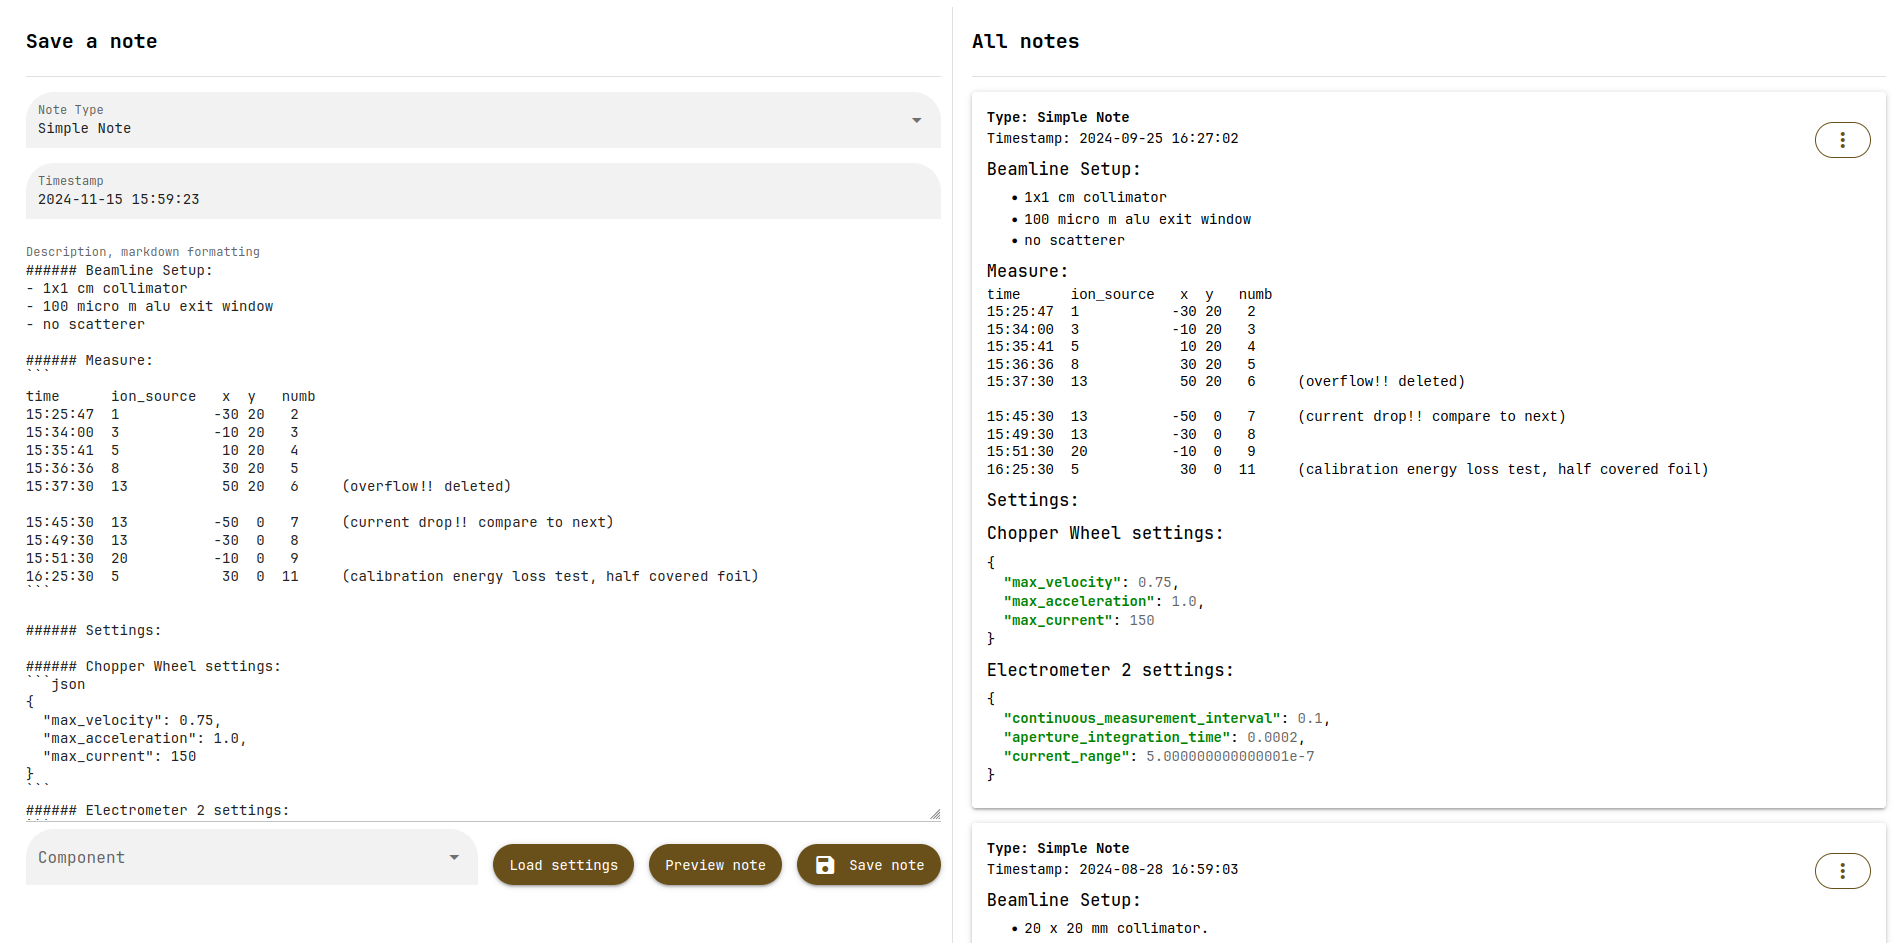 Save a note
Note Type
Simple Note
Timestamp
2024-11-15 15:59:23
Description, markdown formatting
###### Beamline Setup:
- 1x1 cm collimator
- 100 micro m alu exit window
- no scatterer
###### Measure:
```
time      ion_source   x  y   numb
15:25:47  1           -30 20   2
15:34:00  3           -10 20   3
15:35:41  5            10 20   4
15:36:36  8            30 20   5
15:37:30  13           50 20   6     (overflow!! deleted)
15:45:30  13          -50  0   7     (current drop!! compare to next)
15:49:30  13          -30  0   8
15:51:30  20          -10  0   9
16:25:30  5            30  0  11     (calibration energy loss test, half covered foil)
```
###### Settings:
###### Chopper Wheel settings:
```json
{
  "max_velocity": 0.75,
  "max_acceleration": 1.0,
  "max_current": 150
}
```
###### Electrometer 2 settings:
Component
Load settings
Preview note
Save note
All notes
Type: Simple Note
Timestamp: 2024-09-25 16:27:02
Beamline Setup:
• 1x1 cm collimator
• 100 micro m alu exit window
• no scatterer
Measure:
time      ion_source   x  y   numb
15:25:47  1           -30 20   2
15:34:00  3           -10 20   3
15:35:41  5            10 20   4
15:36:36  8            30 20   5
15:37:30  13           50 20   6     (overflow!! deleted)
15:45:30  13          -50  0   7     (current drop!! compare to next)
15:49:30  13          -30  0   8
15:51:30  20          -10  0   9
16:25:30  5            30  0  11     (calibration energy loss test, half covered foil)
Settings:
Chopper Wheel settings:
{
  "max_velocity": 0.75,
  "max_acceleration": 1.0,
  "max_current": 150
}
Electrometer 2 settings:
{
  "continuous_measurement_interval": 0.1,
  "aperture_integration_time": 0.0002,
  "current_range": 5.000000000000001e-7
}
Type: Simple Note
Timestamp: 2024-08-28 16:59:03
Beamline Setup:
• 20 x 20 mm collimator.